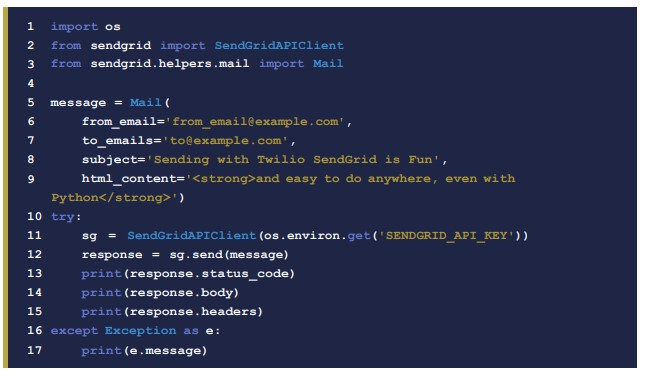 1 import os
2 from sendgrid import SendGridAPIClient
3 from sendgrid.helpers.mail import Mail
4
5 message = Mail(
6     from_email='from_email@example.com',
7     to_emails='to@example.com',
8     subject='Sending with Twilio SendGrid is Fun',
9     html_content='<strong>and easy to do anywhere, even with
Python</strong>')
10 try:
11     sg = SendGridAPIClient(os.environ.get('SENDGRID_API_KEY'))
12     response = sg.send(message)
13     print(response.status_code)
14     print(response.body)
15     print(response.headers)
16 except Exception as e:
17     print(e.message)